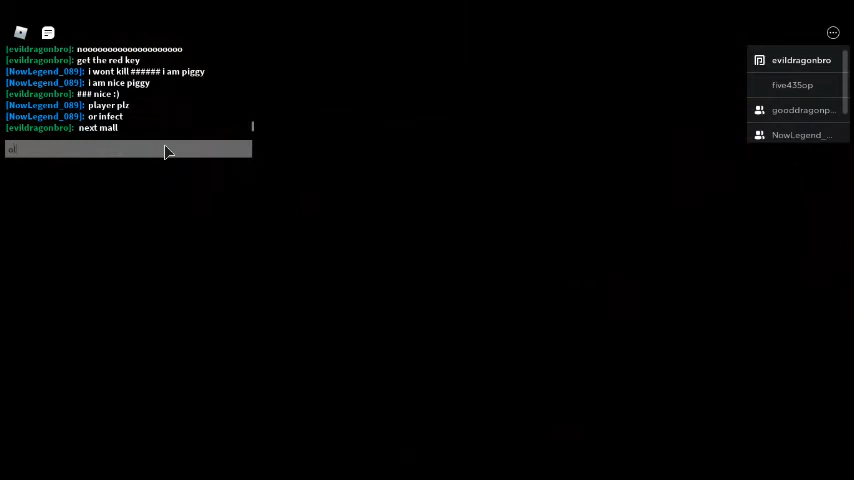 [evildragonbro]: nooooooooooooooooooo
[evildragonbro]: get the red key
[NowLegend_089]: i wont kill ###### i am piggy
[NowLegend_089]: i am nice piggy
[evildragonbro]: ### nice :)
[NowLegend_089]: player plz
[NowLegend_089]: or infect
[evildragonbro]: next mall
evildragonbro
five435op
gooddragonp...
NowLegend_...